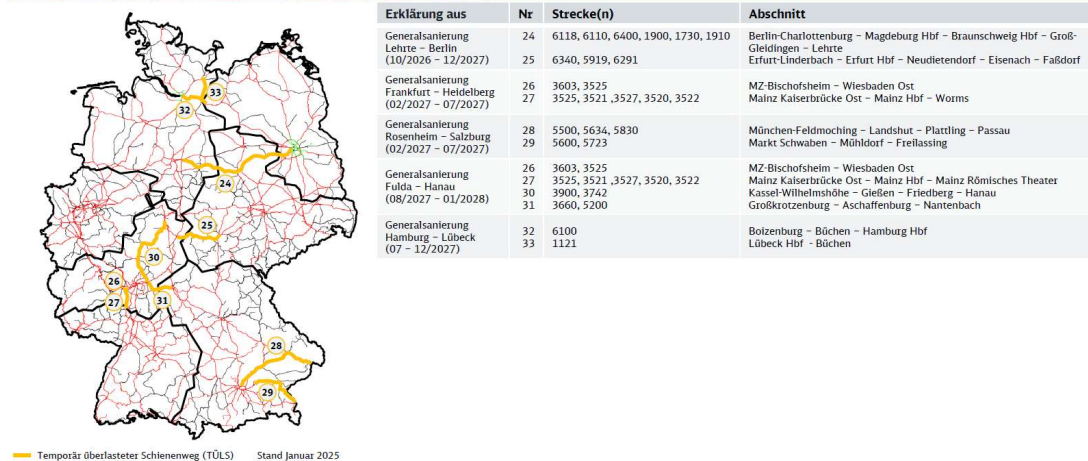 Erklärung aus Nr Strecke(n) Abschnitt
Generalsanierung
Lehrte – Berlin
(10/2026 – 12/2027)
24 6118, 6110, 6400, 1900, 1730, 1910 Berlin-Charlottenburg – Magdeburg Hbf – Braunschweig Hbf – Groß-
Gleidingen – Lehrte
25 6340, 5919, 6291 Erfurt-Linderbach – Erfurt Hbf – Neudietendorf – Eisenach – Faßdorf
Generalsanierung
Frankfurt – Heidelberg
(02/2027 – 07/2027)
26 3603, 3525 MZ-Bischofsheim – Wiesbaden Ost
27 3525, 3521 ,3527, 3520, 3522 Mainz Kaiserbrücke Ost – Mainz Hbf – Worms
Generalsanierung
Rosenheim – Salzburg
(02/2027 – 07/2027)
28 5500, 5634, 5830 München-Feldmoching – Landshut – Plattling – Passau
29 5600, 5723 Markt Schwaben – Mühldorf – Freilassing
Generalsanierung
Fulda – Hanau
(08/2027 – 01/2028)
26 3603, 3525 MZ-Bischofsheim – Wiesbaden Ost
27 3525, 3521 ,3527, 3520, 3522 Mainz Kaiserbrücke Ost – Mainz Hbf – Mainz Römisches Theater
30 3900, 3742 Kassel-Wilhelmshöhe – Gießen – Friedberg – Hanau
31 3660, 5200 Großkrotzenburg – Aschaffenburg – Nantenbach
Generalsanierung
Hamburg – Lübeck
(07 – 12/2027)
32 6100 Boizenburg – Büchen – Hamburg Hbf
33 1121 Lübeck Hbf - Büchen
33
32
24
25
30
26
27
31
28
29
Temporär überlasteter Schienenweg (TÜLS) Stand Januar 2025